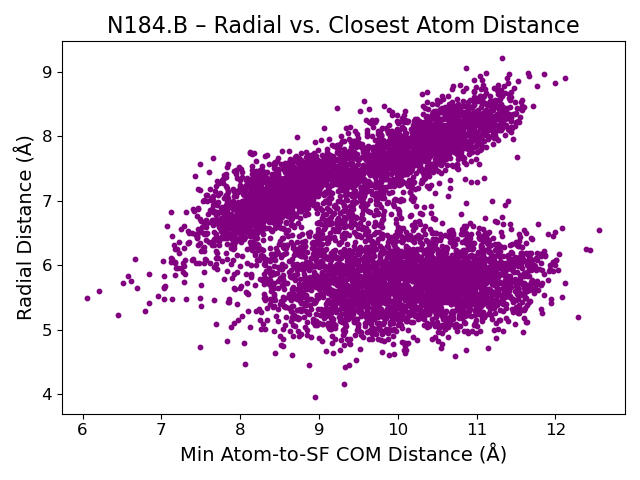 N184.B – Radial vs. Closest Atom Distance
Radial Distance (Å)
9
8
7
6
5
4
6 7 8 9 10 11 12
Min Atom-to-SF COM Distance (Å)